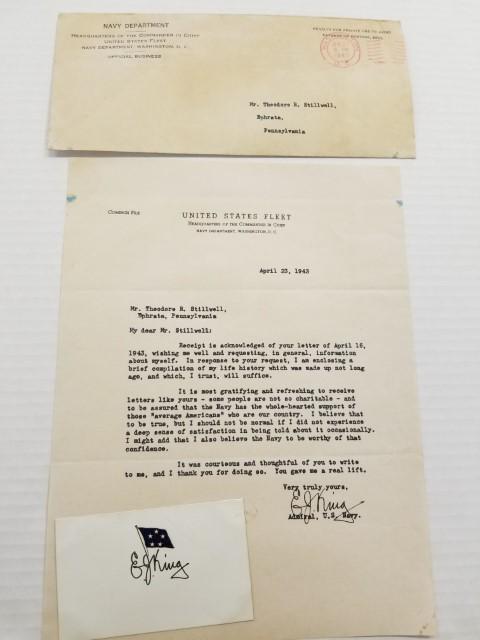 NAVY DEPARTMENT
HEADQUARTERS OF THE COMMANDER IN CHIEF
UNITED STATES FLEET
NAVY DEPARTMENT, WASHINGTON, D. C.
OFFICIAL BUSINESS
PENALTY FOR PRIVATE USE TO AVOID
PAYMENT OF POSTAGE, $300
Mr. Theodore R. Stillwell,
Ephrata,
Pennsylvania
COMINCH FILE
UNITED STATES FLEET
HEADQUARTERS OF THE COMMANDER IN CHIEF
NAVY DEPARTMENT, WASHINGTON, D. C.
April 23, 1943
Mr. Theodore R. Stillwell,
Ephrata, Pennsylvania
My dear Mr. Stillwell:
Receipt is acknowledged of your letter of April 16,
1943, wishing me well and requesting, in general, information
about myself. In response to your request, I am enclosing a
brief compilation of my life history which was made up not long
ago, and which, I trust, will suffice.
It is most gratifying and refreshing to receive
letters like yours - some people are not so charitable - and
to be assured that the Navy has the whole-hearted support of
those "average Americans" who are our country. I believe that
to be true, but I should not be normal if I did not experience
a deep sense of satisfaction in being told about it occasionally.
I might add that I also believe the Navy to be worthy of that
confidence.
It was courteous and thoughtful of you to write
to me, and I thank you for doing so. You gave me a real lift.
Very truly yours,
E J King
Admiral, U.S. Navy.
E J King